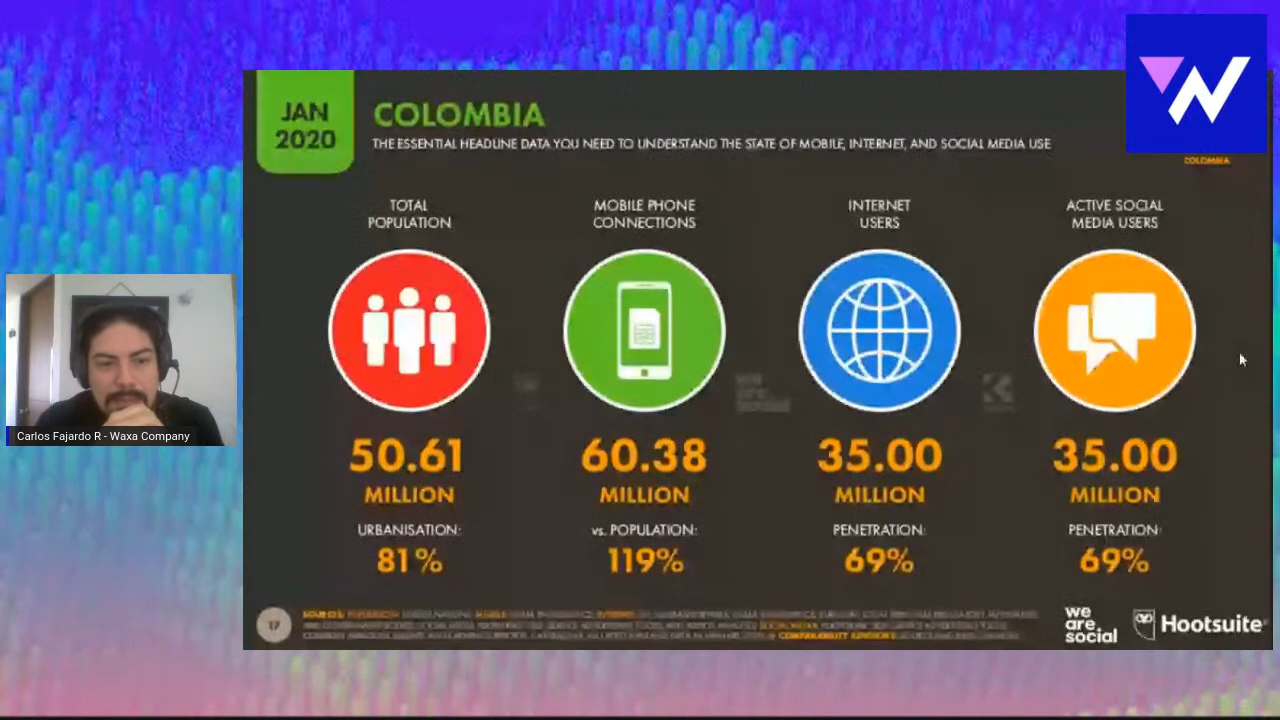 JAN
2020
COLOMBIA
THE ESSENTIAL HEADLINE DATA YOU NEED TO UNDERSTAND THE STATE OF MOBILE, INTERNET, AND SOCIAL MEDIA USE
COLOMBIA
TOTAL
POPULATION
MOBILE PHONE
CONNECTIONS
INTERNET
USERS
ACTIVE SOCIAL
MEDIA USERS
50.61
MILLION
URBANISATION:
81%
60.38
MILLION
vs. POPULATION:
119%
35.00
MILLION
PENETRATION:
69%
35.00
MILLION
PENETRATION:
69%
Carlos Fajardo R - Waxa Company
17
we
are
social
Hootsuite